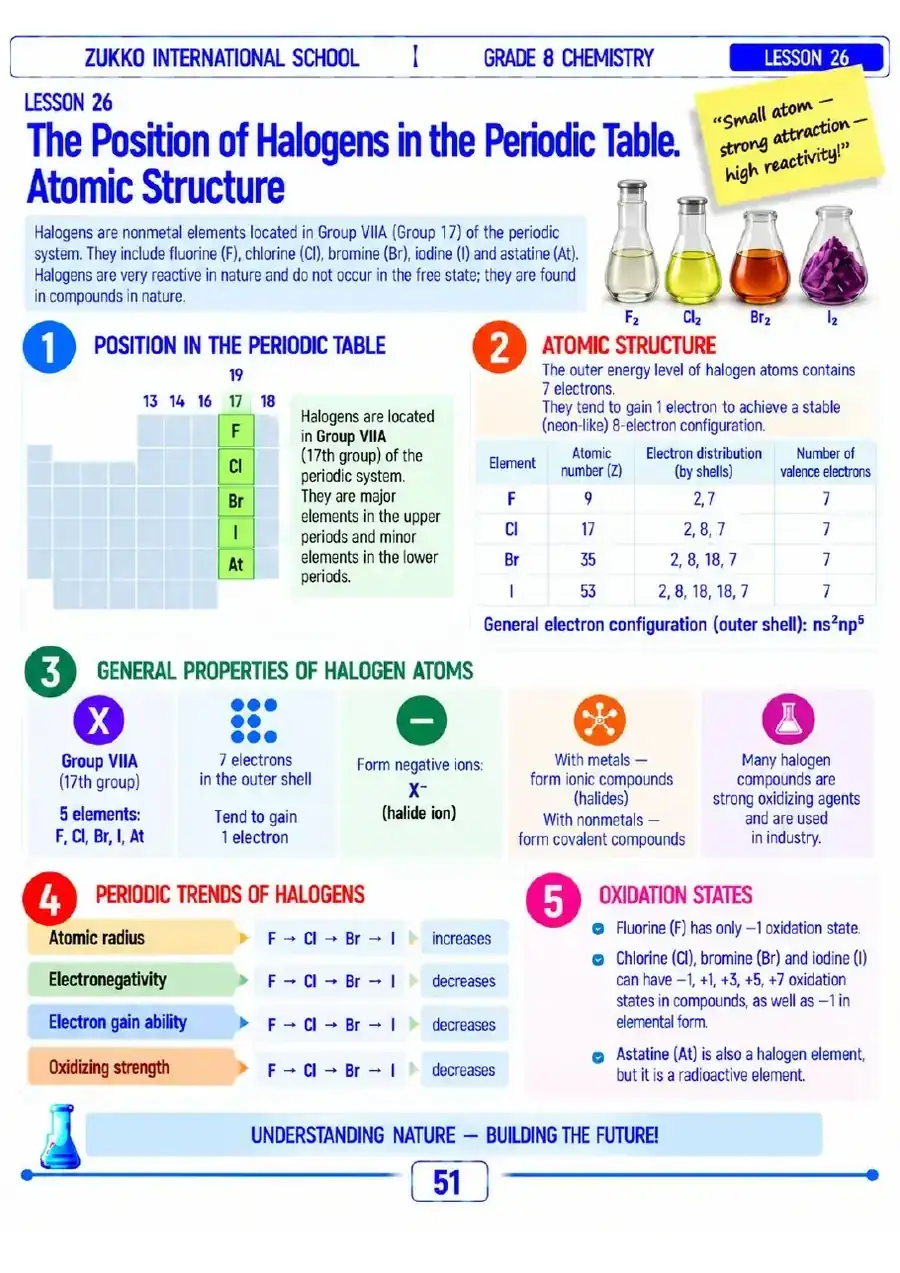 ZUKKO INTERNATIONAL SCHOOL | GRADE 8 CHEMISTRY LESSON 26
LESSON 26
The Position of Halogens in the Periodic Table.
Atomic Structure
"Small atom —
strong attraction —
high reactivity!"
Halogens are nonmetal elements located in Group VIIA (Group 17) of the periodic
system. They include fluorine (F), chlorine (Cl), bromine (Br), iodine (I) and astatine (At).
Halogens are very reactive in nature and do not occur in the free state; they are found
in compounds in nature.
F₂ Cl₂ Br₂ I₂
1 POSITION IN THE PERIODIC TABLE
19
13 14 16 17 18
F
Cl
Br
I
At
Halogens are located
in Group VIIA
(17th group) of the
periodic system.
They are major
elements in the upper
periods and minor
elements in the lower
periods.
2 ATOMIC STRUCTURE
The outer energy level of halogen atoms contains
7 electrons.
They tend to gain 1 electron to achieve a stable
(neon-like) 8-electron configuration.
Element Atomic number (Z) Electron distribution (by shells) Number of valence electrons
F 9 2, 7 7
Cl 17 2, 8, 7 7
Br 35 2, 8, 18, 7 7
I 53 2, 8, 18, 18, 7 7
General electron configuration (outer shell): ns²np⁵
3 GENERAL PROPERTIES OF HALOGEN ATOMS
X
Group VIIA
(17th group)
5 elements:
F, Cl, Br, I, At
7 electrons
in the outer shell
Tend to gain
1 electron
−
Form negative ions:
X⁻
(halide ion)
With metals —
form ionic compounds
(halides)
With nonmetals —
form covalent compounds
Many halogen
compounds are
strong oxidizing agents
and are used
in industry.
4 PERIODIC TRENDS OF HALOGENS
Atomic radius F → Cl → Br → I increases
Electronegativity F → Cl → Br → I decreases
Electron gain ability F → Cl → Br → I decreases
Oxidizing strength F → Cl → Br → I decreases
5 OXIDATION STATES
Fluorine (F) has only −1 oxidation state.
Chlorine (Cl), bromine (Br) and iodine (I)
can have −1, +1, +3, +5, +7 oxidation
states in compounds, as well as −1 in
elemental form.
Astatine (At) is also a halogen element,
but it is a radioactive element.
UNDERSTANDING NATURE — BUILDING THE FUTURE!
51